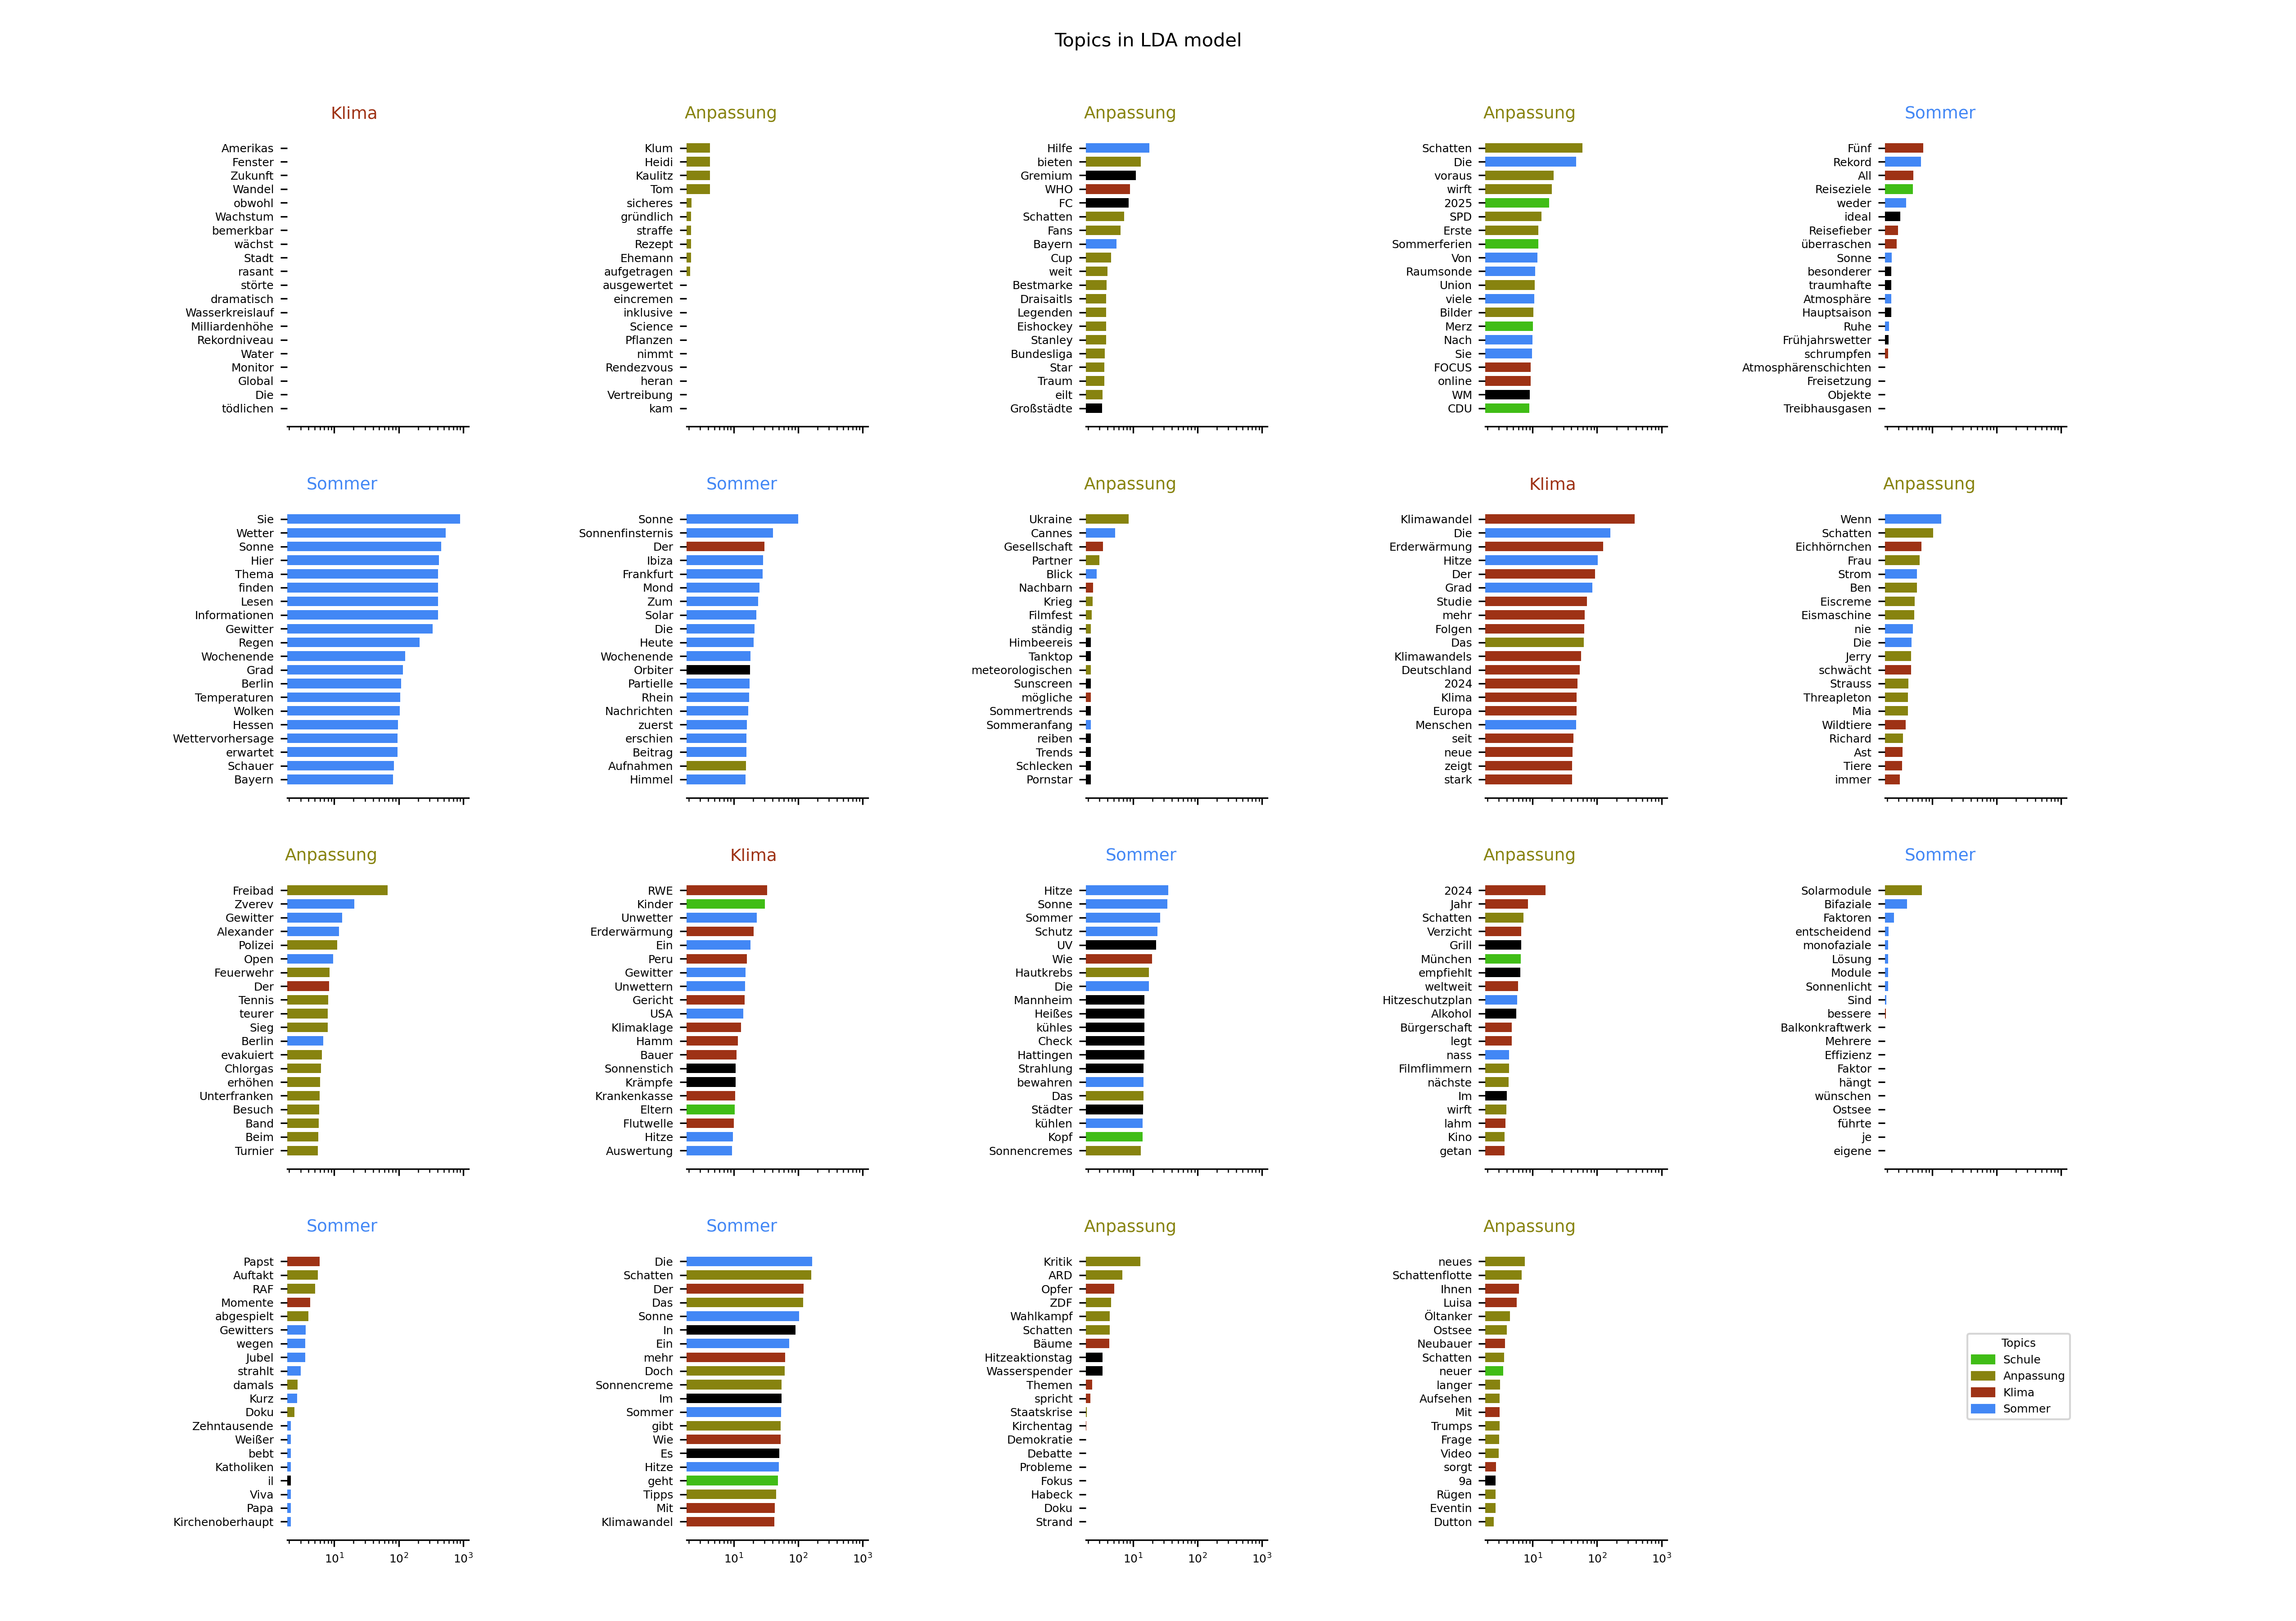 Topics in LDA model
Klima
Amerikas
Fenster
Zukunft
Wandel
obwohl
Wachstum
bemerkbar
wächst
Stadt
rasant
störte
dramatisch
Wasserkreislauf
Milliardenhöhe
Rekordniveau
Water
Monitor
Global
Die
tödlichen
Anpassung
Klum
Heidi
Kaulitz
Tom
sicheres
gründlich
straffe
Rezept
Ehemann
aufgetragen
ausgewertet
eincremen
inklusive
Science
Pflanzen
nimmt
Rendezvous
heran
Vertreibung
kam
Anpassung
Hilfe
bieten
Gremium
WHO
FC
Schatten
Fans
Bayern
Cup
weit
Bestmarke
Draisaitls
Legenden
Eishockey
Stanley
Bundesliga
Star
Traum
eilt
Großstädte
Anpassung
Schatten
Die
voraus
wirft
2025
SPD
Erste
Sommerferien
Von
Raumsonde
Union
viele
Bilder
Merz
Nach
Sie
FOCUS
online
WM
CDU
Sommer
Fünf
Rekord
All
Reiseziele
weder
ideal
Reisefieber
überraschen
Sonne
besonderer
traumhafte
Atmosphäre
Hauptsaison
Ruhe
Frühjahrswetter
schrumpfen
Atmosphärenschichten
Freisetzung
Objekte
Treibhausgasen
Sommer
Sie
Wetter
Sonne
Hier
Thema
finden
Lesen
Informationen
Gewitter
Regen
Wochenende
Grad
Berlin
Temperaturen
Wolken
Hessen
Wettervorhersage
erwartet
Schauer
Bayern
Sommer
Sonne
Sonnenfinsternis
Der
Ibiza
Frankfurt
Mond
Zum
Solar
Die
Heute
Wochenende
Orbiter
Partielle
Rhein
Nachrichten
zuerst
erschien
Beitrag
Aufnahmen
Himmel
Anpassung
Ukraine
Cannes
Gesellschaft
Partner
Blick
Nachbarn
Krieg
Filmfest
ständig
Himbeereis
Tanktop
meteorologischen
Sunscreen
mögliche
Sommertrends
Sommeranfang
reiben
Trends
Schlecken
Pornstar
Klima
Klimawandel
Die
Erderwärmung
Hitze
Der
Grad
Studie
mehr
Folgen
Das
Klimawandels
Deutschland
2024
Klima
Europa
Menschen
seit
neue
zeigt
stark
Anpassung
Wenn
Schatten
Eichhörnchen
Frau
Strom
Ben
Eiscreme
Eismaschine
nie
Die
Jerry
schwächt
Strauss
Threapleton
Mia
Wildtiere
Richard
Ast
Tiere
immer
Anpassung
Freibad
Zverev
Gewitter
Alexander
Polizei
Open
Feuerwehr
Der
Tennis
teurer
Sieg
Berlin
evakuiert
Chlorgas
erhöhen
Unterfranken
Besuch
Band
Beim
Turnier
Klima
RWE
Kinder
Unwetter
Erderwärmung
Ein
Peru
Gewitter
Unwettern
Gericht
USA
Klimaklage
Hamm
Bauer
Sonnenstich
Krämpfe
Krankenkasse
Eltern
Flutwelle
Hitze
Auswertung
Sommer
Hitze
Sonne
Sommer
Schutz
UV
Wie
Hautkrebs
Die
Mannheim
Heißes
kühles
Check
Hattingen
Strahlung
bewahren
Das
Städter
kühlen
Kopf
Sonnencremes
Anpassung
2024
Jahr
Schatten
Verzicht
Grill
München
empfiehlt
weltweit
Hitzeschutzplan
Alkohol
Bürgerschaft
legt
nass
Filmflimmern
nächste
Im
wirft
lahm
Kino
getan
Sommer
Solarmodule
Bifaziale
Faktoren
entscheidend
monofaziale
Lösung
Module
Sonnenlicht
Sind
bessere
Balkonkraftwerk
Mehrere
Effizienz
Faktor
hängt
wünschen
Ostsee
führte
je
eigene
Sommer
Papst
Auftakt
RAF
Momente
abgespielt
Gewitters
wegen
Jubel
strahlt
damals
Kurz
Doku
Zehntausende
Weißer
bebt
Katholiken
il
Viva
Papa
Kirchenoberhaupt
10¹ 10² 10³
Sommer
Die
Schatten
Der
Das
Sonne
In
Ein
mehr
Doch
Sonnencreme
Im
Sommer
gibt
Wie
Es
Hitze
geht
Tipps
Mit
Klimawandel
10¹ 10² 10³
Anpassung
Kritik
ARD
Opfer
ZDF
Wahlkampf
Schatten
Bäume
Hitzeaktionstag
Wasserspender
Themen
spricht
Staatskrise
Kirchentag
Demokratie
Debatte
Probleme
Fokus
Habeck
Doku
Strand
10¹ 10² 10³
Anpassung
neues
Schattenflotte
Ihnen
Luisa
Öltanker
Ostsee
Neubauer
Schatten
neuer
langer
Aufsehen
Mit
Trumps
Frage
Video
sorgt
9a
Rügen
Eventin
Dutton
10¹ 10² 10³
Topics
Schule
Anpassung
Klima
Sommer